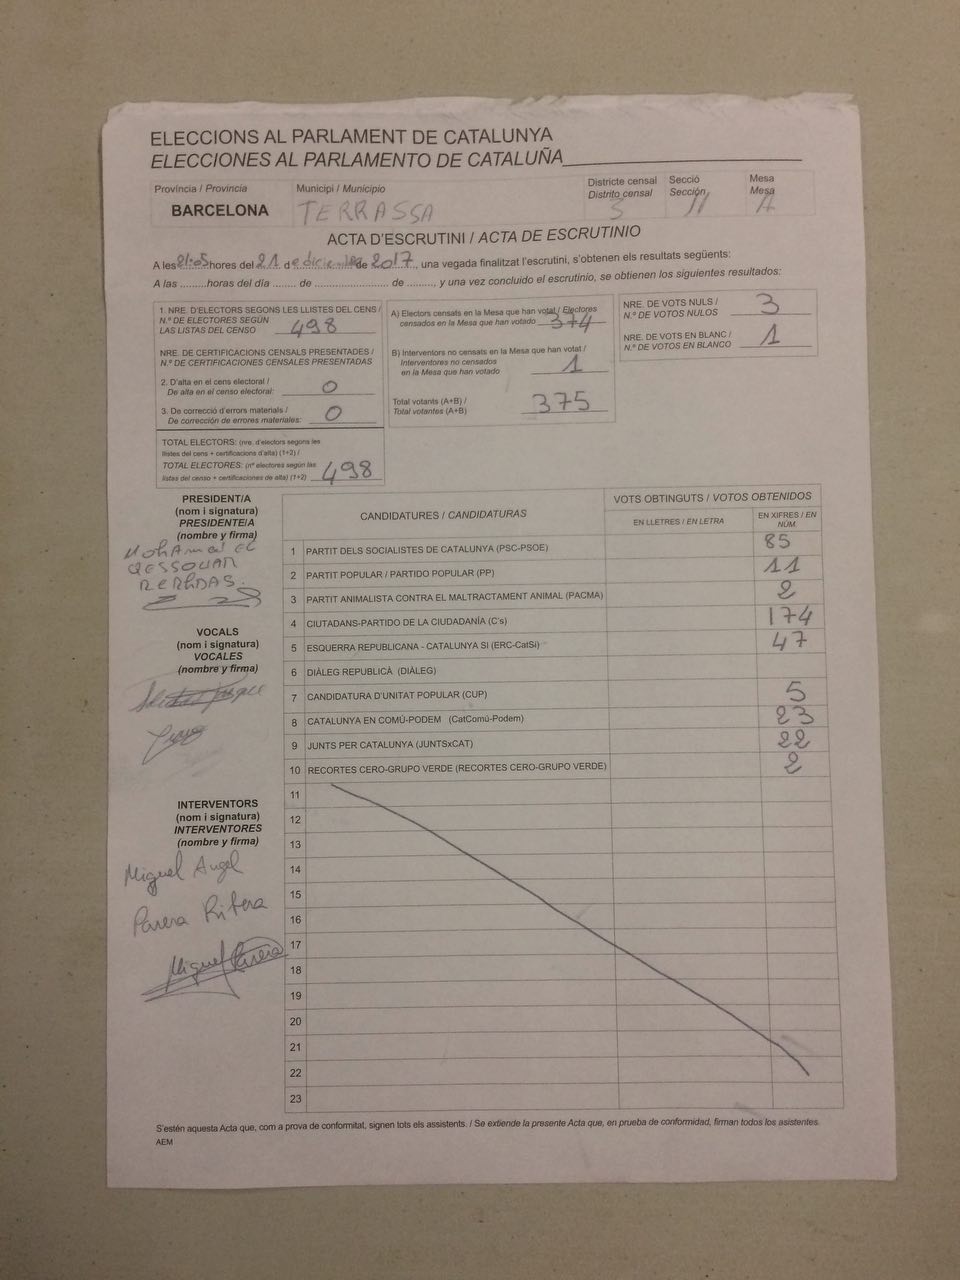 ELECCIONS AL PARLAMENT DE CATALUNYA
ELECCIONES AL PARLAMENTO DE CATALUÑA
Província / Provincia
BARCELONA
Municipi / Municipio
TERRASSA
Districte censal
Distrito censal
Secció
Sección
11
Mesa
Mesa
A
ACTA D'ESCRUTINI / ACTA DE ESCRUTINIO
A les 21:05 hores del 21 de diciembre de 2017, una vegada finalitzat l'escrutini, s'obtenen els resultats següents:
A las .........horas del día ........ de ......................... de ........., y una vez concluido el escrutinio, se obtienen los siguientes resultados:
1. NRE. D'ELECTORS SEGONS LES LLISTES DEL CENS /
N.º DE ELECTORES SEGÚN
LAS LISTAS DEL CENSO 498
NRE. DE CERTIFICACIONS CENSALS PRESENTADES /
N.º DE CERTIFICACIONES CENSALES PRESENTADAS
2. D'alta en el cens electoral /
De alta en el censo electoral: 0
3. De correcció d'errors materials /
De corrección de errores materiales: 0
TOTAL ELECTORS: (nre. d'electors segons les
llistes del cens + certificacions d'alta) (1+2) /
TOTAL ELECTORES: (nº electores según las
listas del censo + certificaciones de alta) (1+2) 498
A) Electors censats en la Mesa que han votat / Electores
censados en la Mesa que han votado 374
B) Interventors no censats en la Mesa que han votat /
Interventores no censados
en la Mesa que han votado 1
Total votants (A+B) /
Total votantes (A+B) 375
NRE. DE VOTS NULS /
N.º DE VOTOS NULOS 3
NRE. DE VOTS EN BLANC /
N.º DE VOTOS EN BLANCO 1
PRESIDENT/A
(nom i signatura)
PRESIDENTE/A
(nombre y firma)
MOHAmed EL
VOCALS
(nom i signatura)
VOCALES
(nombre y firma)
INTERVENTORS
(nom i signatura)
INTERVENTORES
(nombre y firma)
Miguel Angel
Parera Ribera
Miguel Parera
CANDIDATURES / CANDIDATURAS
VOTS OBTINGUTS / VOTOS OBTENIDOS
EN LLETRES / EN LETRA
EN XIFRES / EN NÚM.
1 PARTIT DELS SOCIALISTES DE CATALUNYA (PSC-PSOE) 85
2 PARTIT POPULAR / PARTIDO POPULAR (PP) 11
3 PARTIT ANIMALISTA CONTRA EL MALTRACTAMENT ANIMAL (PACMA) 2
4 CIUTADANS-PARTIDO DE LA CIUDADANÍA (C's) 174
5 ESQUERRA REPUBLICANA - CATALUNYA SI (ERC-CatSí) 47
6 DIÀLEG REPUBLICÀ (DIÀLEG)
7 CANDIDATURA D'UNITAT POPULAR (CUP) 5
8 CATALUNYA EN COMÚ-PODEM (CatComú-Podem) 23
9 JUNTS PER CATALUNYA (JUNTSxCAT) 22
10 RECORTES CERO-GRUPO VERDE (RECORTES CERO-GRUPO VERDE) 2
11
12
13
14
15
16
17
18
19
20
21
22
23
S'estén aquesta Acta que, com a prova de conformitat, signen tots els assistents. / Se extiende la presente Acta que, en prueba de conformidad, firman todos los asistentes.
AEM